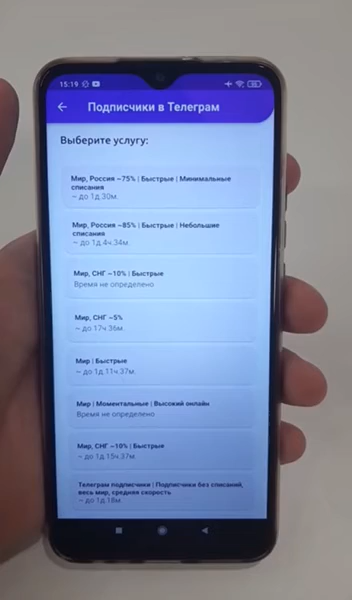 15:19
Подписчики в Телеграм
Выберите услугу:
Мир, Россия ~75% | Быстрые | Минимальные
списания
~ до 1д.30м.
Мир, Россия ~85% | Быстрые | Небольшие
списания
~ до 1д.4ч.34м.
Мир, СНГ ~10% | Быстрые
Время не определено
Мир, СНГ ~5%
~ до 17ч.36м.
Мир | Быстрые
~ до 1д.11ч.37м.
Мир | Моментальные | Высокий онлайн
Время не определено
Мир, СНГ ~10% | Быстрые
~ до 1д.15ч.37м.
Телеграм подписчики | Подписчики без списаний,
весь мир, средняя скорость
~ до 1д.18м.